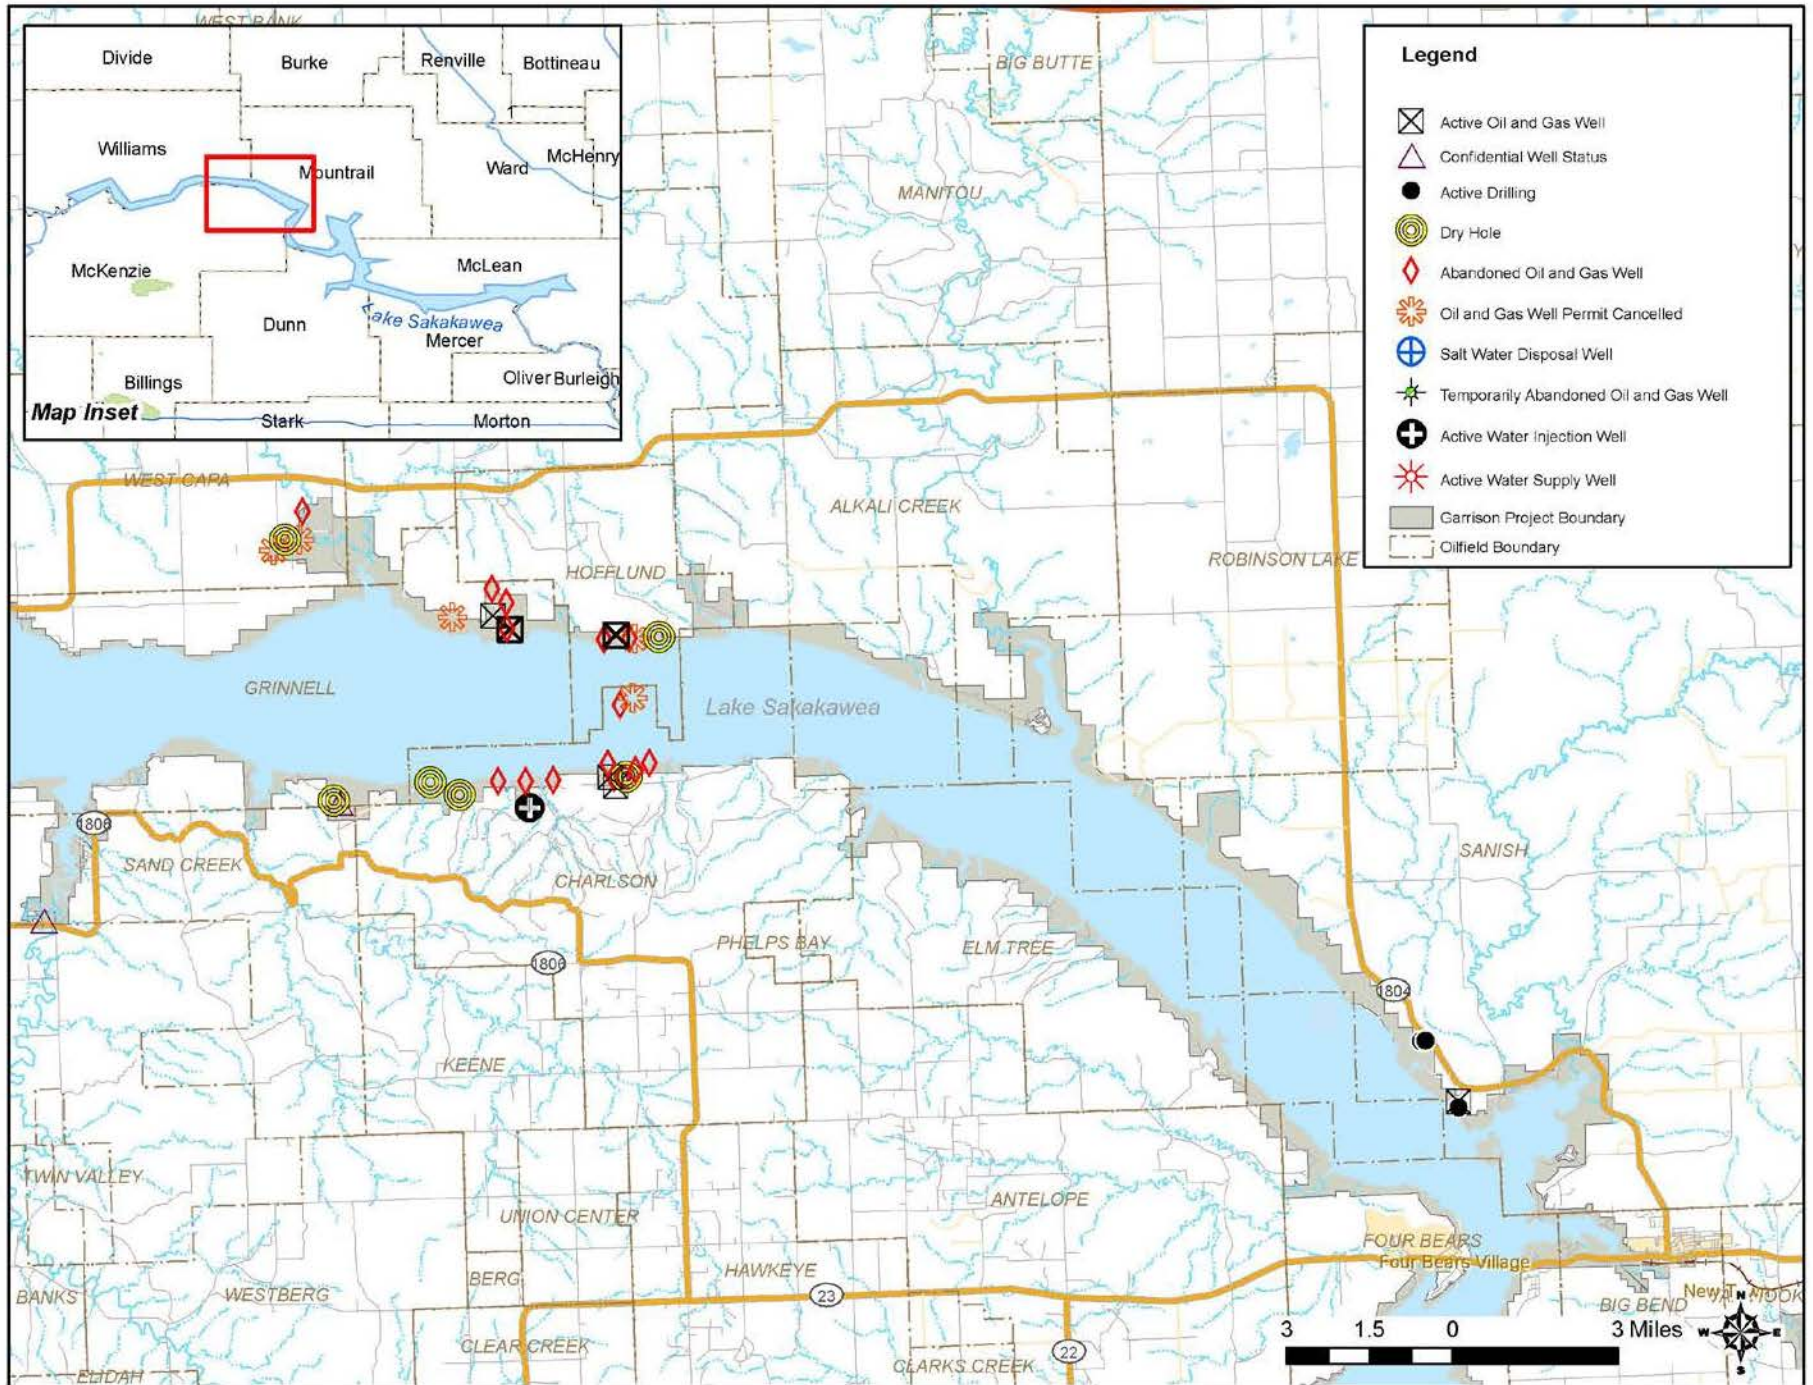 WEST BANK
Divide
Burke
Renville
Bottineau
Williams
Mountrail
Ward
McHenry
McKenzie
McLean
Dunn
Lake Sakakawea
Mercer
Billings
Oliver
Burleigh
Map Inset
Stark
Morton
BIG BUTTE
MANITOU
Legend
Active Oil and Gas Well
Confidential Well Status
Active Drilling
Dry Hole
Abandoned Oil and Gas Well
Oil and Gas Well Permit Cancelled
Salt Water Disposal Well
Temporarily Abandoned Oil and Gas Well
Active Water Injection Well
Active Water Supply Well
Garrison Project Boundary
Oilfield Boundary
WEST CAPA
ALKALI CREEK
HOFFLUND
ROBINSON LAKE
GRINNELL
Lake Sakakawea
1806
SAND CREEK
CHARLSON
SANISH
PHELPS BAY
ELM TREE
1806
1804
KEENE
TWIN VALLEY
UNION CENTER
ANTELOPE
FOUR BEARS
Four Bears Village
BERG
HAWKEYE
BANKS
WESTBERG
23
BIG BEND
3 1.5 0 3 Miles
N
W E
S
CLEAR CREEK
CLARKS CREEK
22
ELIDAH